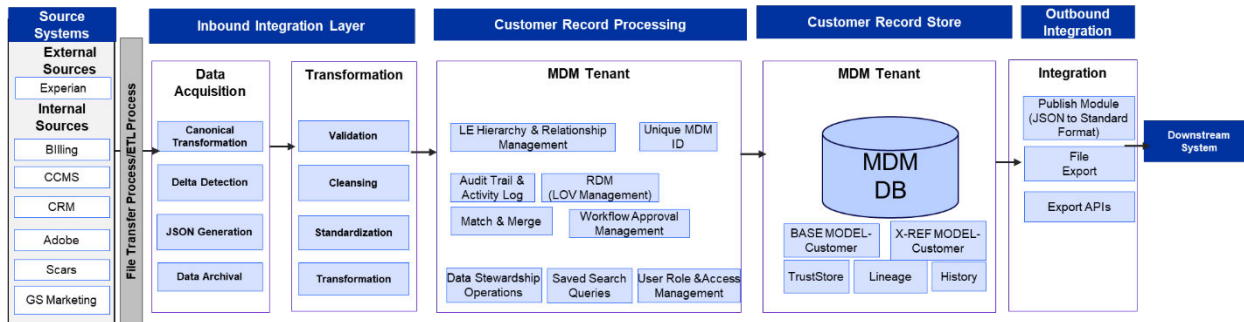 Source
Systems
Inbound Integration Layer
Customer Record Processing
Customer Record Store
Outbound
Integration
External
Sources
Experian
Internal
Sources
BIlling
CCMS
CRM
Adobe
Scars
GS Marketing
File Transfer Process/ETL Process
Data
Acquisition
Canonical
Transformation
Delta Detection
JSON Generation
Data Archival
Transformation
Validation
Cleansing
Standardization
Transformation
MDM Tenant
LE Hierarchy & Relationship
Management
Unique MDM
ID
Audit Trail &
Activity Log
RDM
(LOV Management)
Match & Merge
Workflow Approval
Management
Data Stewardship
Operations
Saved Search
Queries
User Role &Access
Management
MDM Tenant
MDM
DB
BASE MODEL-
Customer
X-REF MODEL-
Customer
TrustStore
Lineage
History
Integration
Publish Module
(JSON to Standard
Format)
File
Export
Export APIs
Downstream
System